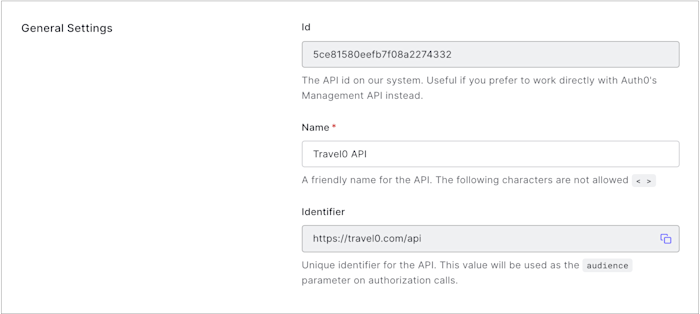 General Settings
Id
5ce81580eefb7f08a2274332
The API id on our system. Useful if you prefer to work directly with Auth0's
Management API instead.
Name *
Travel0 API
A friendly name for the API. The following characters are not allowed < >
Identifier
https://travel0.com/api
Unique identifier for the API. This value will be used as the audience
parameter on authorization calls.